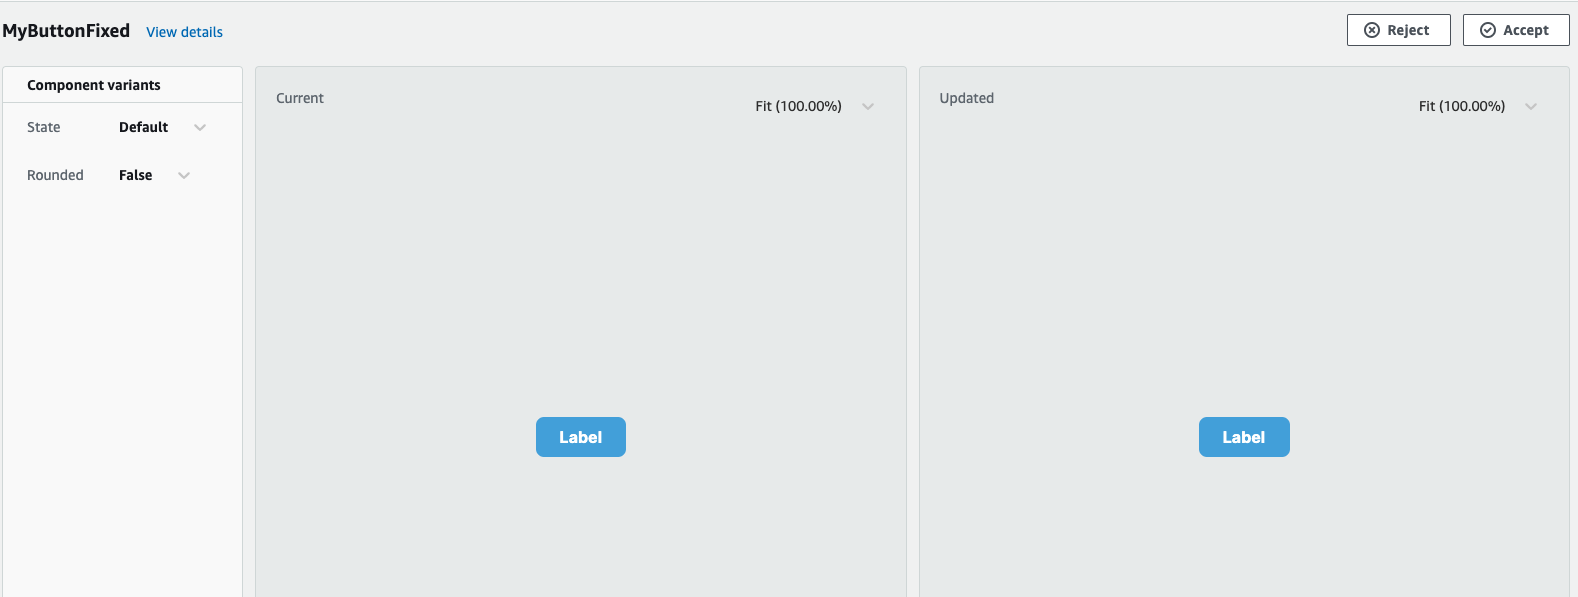 MyButtonFixed View details
Reject Accept
Component variants
State Default
Rounded False
Current
Fit (100.00%)
Label
Updated
Fit (100.00%)
Label